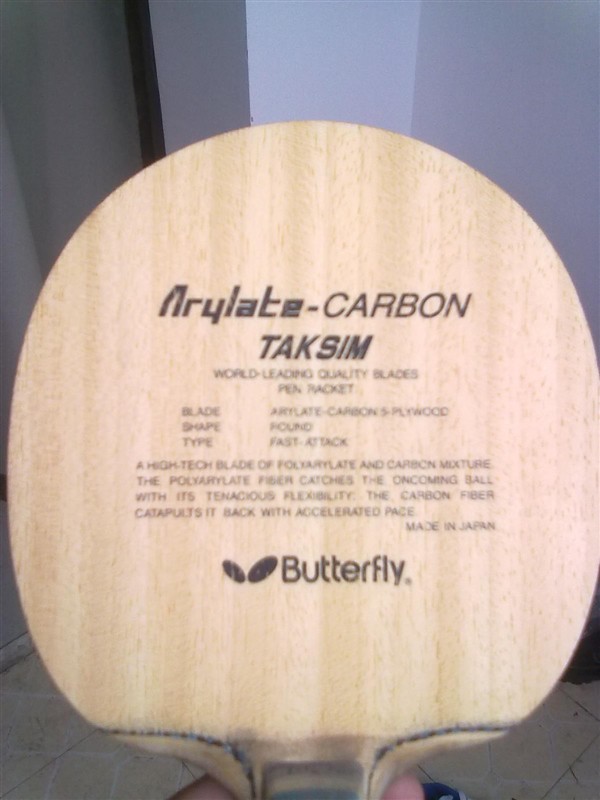 Arylate-CARBON
TAKSIM
WORLD-LEADING QUALITY BLADES
PEN RACKET
BLADE ARYLATE-CARBON 5-PLYWOOD
SHAPE ROUND
TYPE FAST-ATTACK
A HIGH-TECH BLADE OF POLYARYLATE AND CARBON MIXTURE.
THE POLYARYLATE FIBER CATCHES THE ONCOMING BALL
WITH ITS TENACIOUS FLEXIBILITY. THE CARBON FIBER
CATAPULTS IT BACK WITH ACCELERATED PACE.
MADE IN JAPAN
Butterfly®